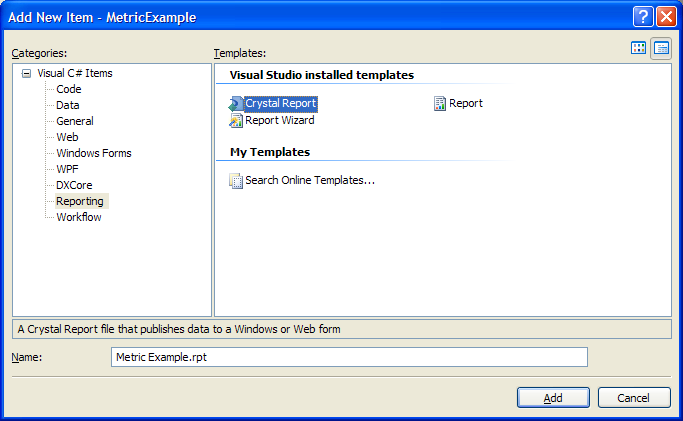 Add New Item - MetricExample
?
Categories:
Templates:
Visual C# Items
Code
Data
General
Web
Windows Forms
WPF
DXCore
Reporting
Workflow
Visual Studio installed templates
Crystal Report
Report
Report Wizard
My Templates
Search Online Templates...
A Crystal Report file that publishes data to a Windows or Web form
Name:
Metric Example.rpt
Add
Cancel